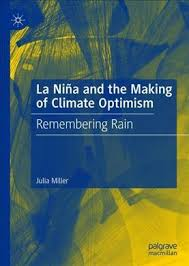 La Niña and the Making
of Climate Optimism
Remembering Rain
Julia Miller
palgrave
macmillan